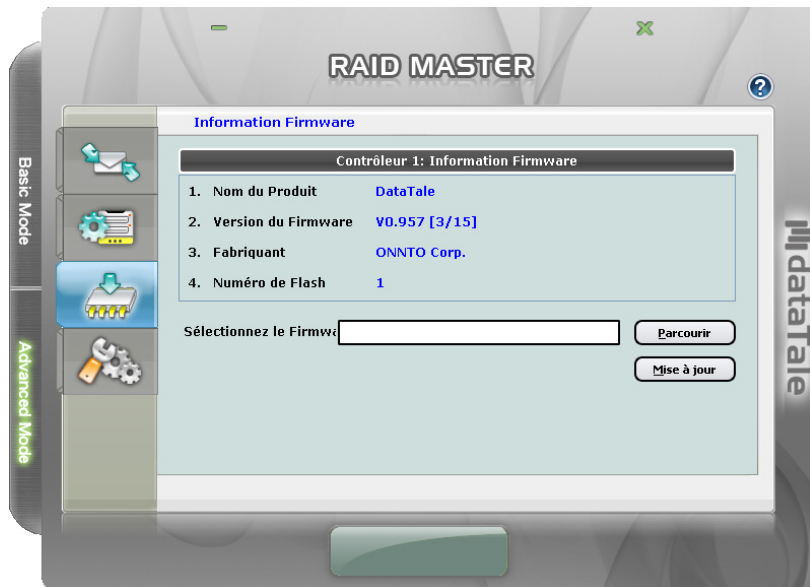 RAID MASTER
?
Information Firmware
Contrôleur 1: Information Firmware
1. Nom du Produit DataTale
2. Version du Firmware V0.957 [3/15]
3. Fabriquant ONNTO Corp.
4. Numéro de Flash 1
Sélectionnez le Firmwa
Parcourir
Mise à jour
Basic Mode
Advanced Mode
dataTale